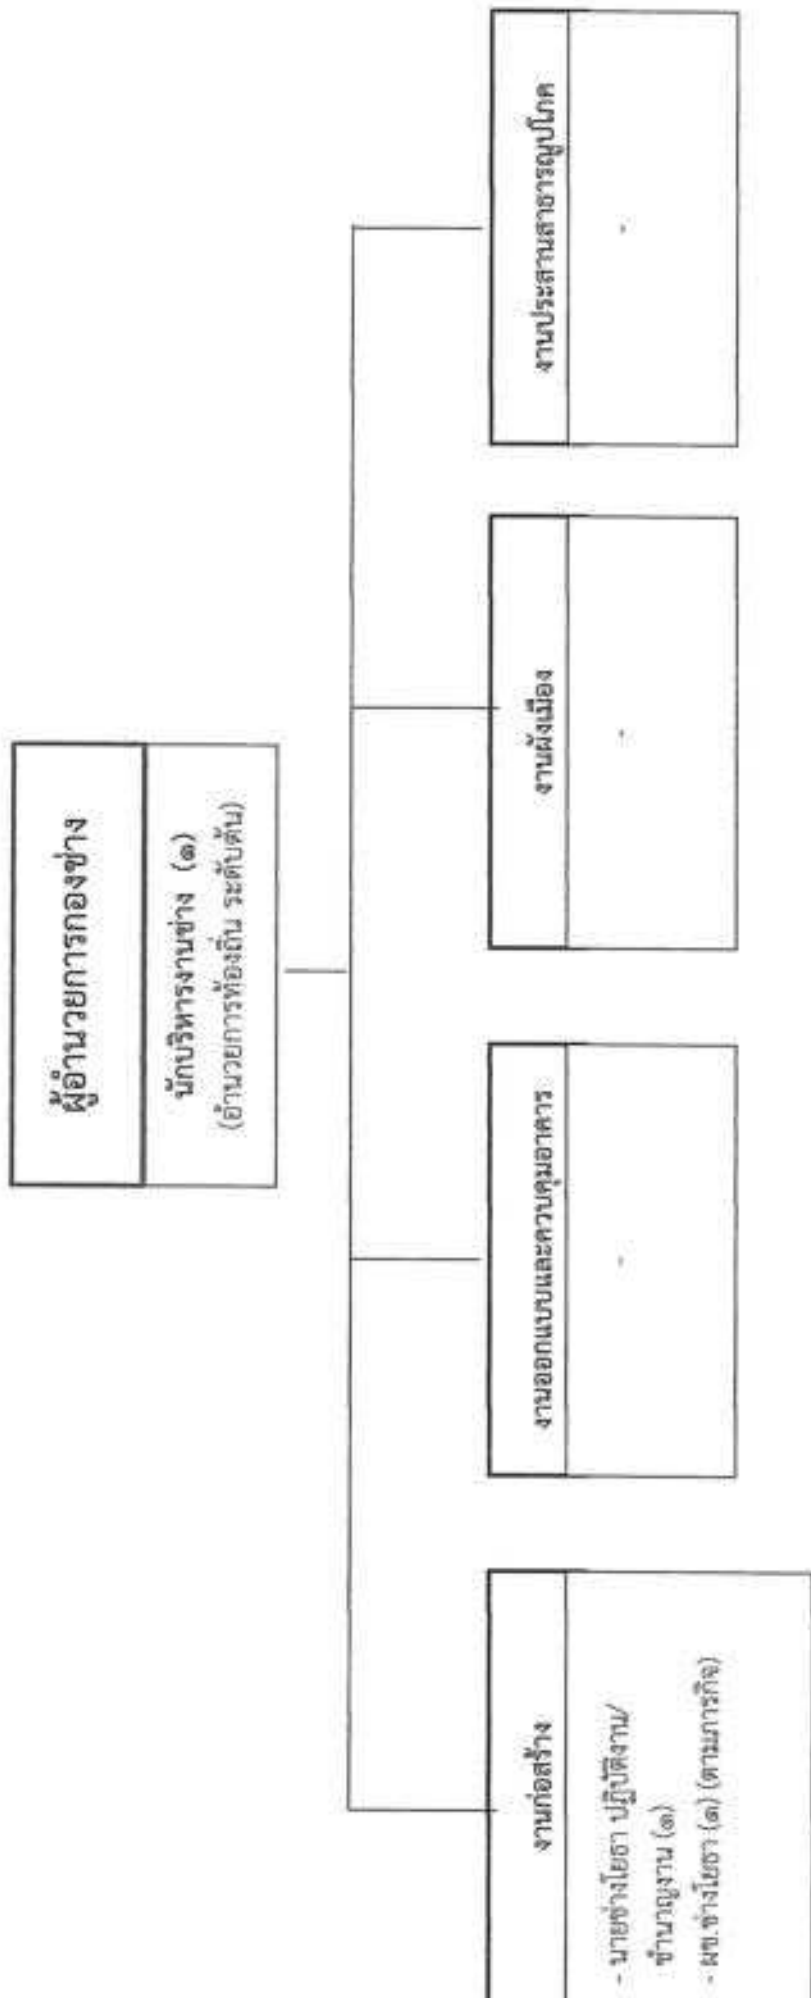 ผู้อำนวยการกองช่าง
นักบริหารงานช่าง (๑)
(อำนวยการท้องถิ่น ระดับต้น)
งานก่อสร้าง
- นายช่างโยธา ปฏิบัติงาน/
ชำนาญงาน (๑)
- ผช.ช่างโยธา (๑) (ตามภารกิจ)
งานออกแบบและควบคุมอาคาร
-
งานผังเมือง
-
งานประสานสาธารณูปโภค
-